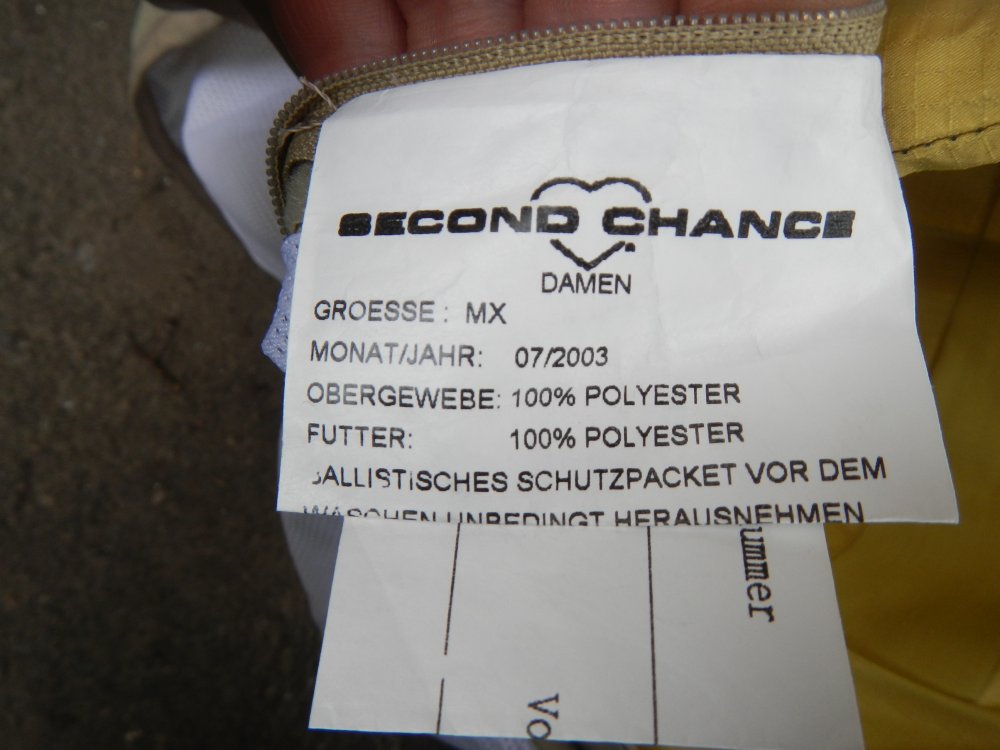 SECOND CHANCE
DAMEN
GROESSE: MX
MONAT/JAHR: 07/2003
OBERGEWEBE: 100% POLYESTER
FUTTER: 100% POLYESTER
BALLISTISCHES SCHUTZPACKET VOR DEM
WASCHEN UNBEDINGT HERAUSNEHMEN
ummer
Vo